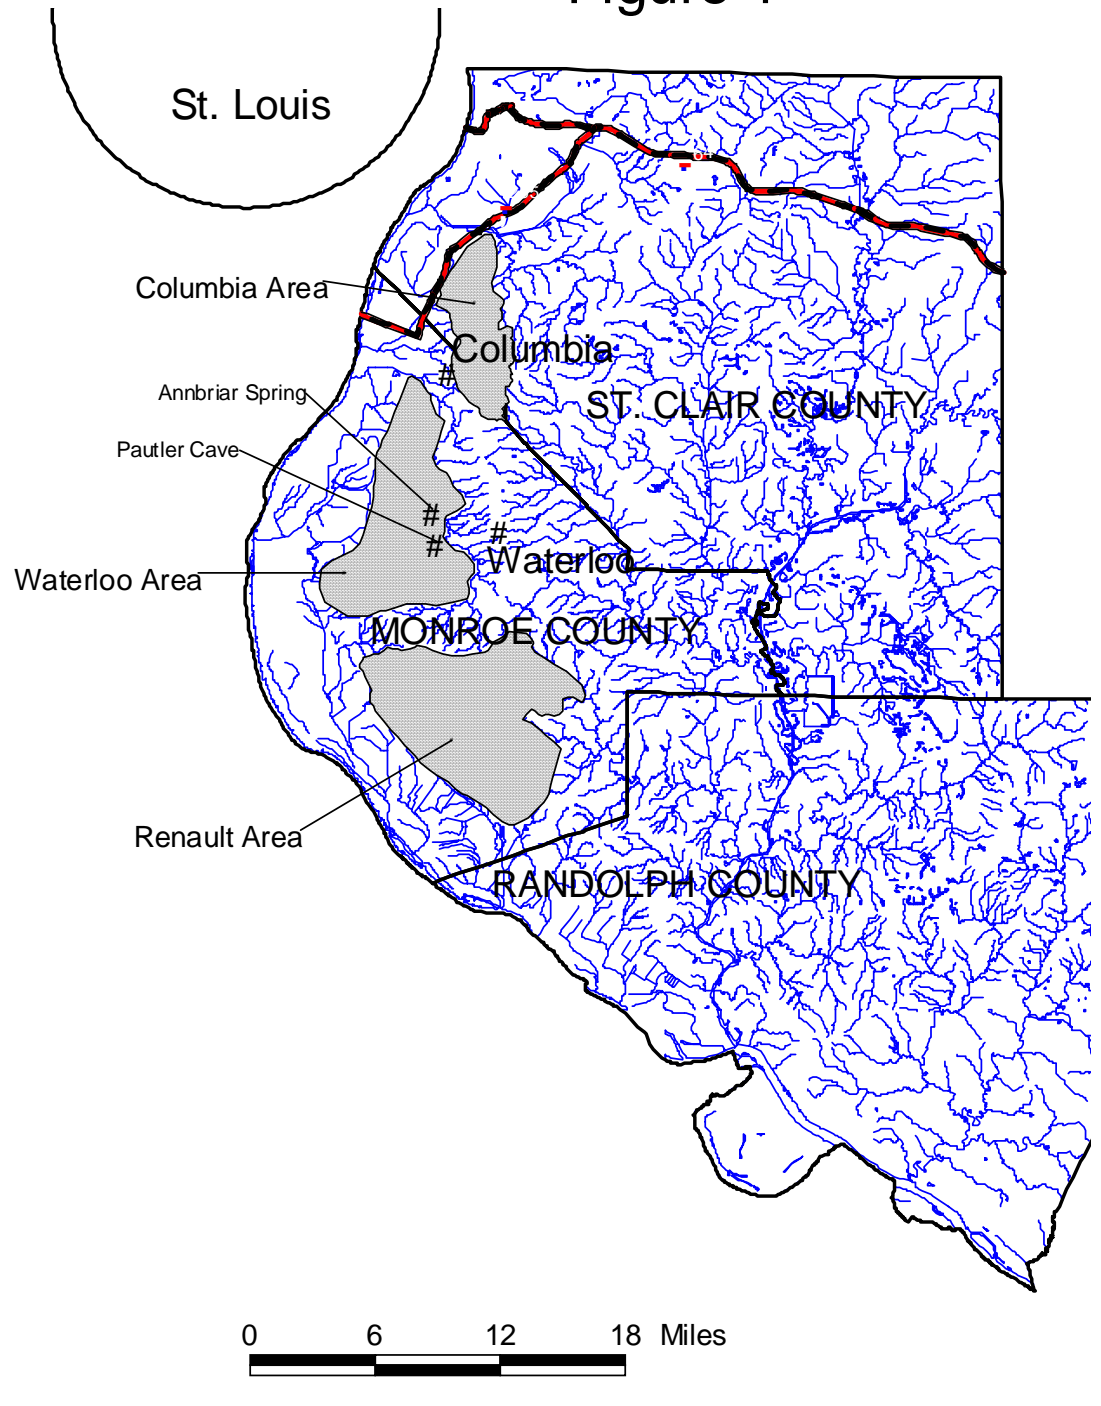 St. Louis
Columbia Area
Columbia
#
Annbriar Spring
ST. CLAIR COUNTY
Pautler Cave
#
#
#
Waterloo
Waterloo Area
MONROE COUNTY
Renault Area
RANDOLPH COUNTY
0 6 12 18 Miles